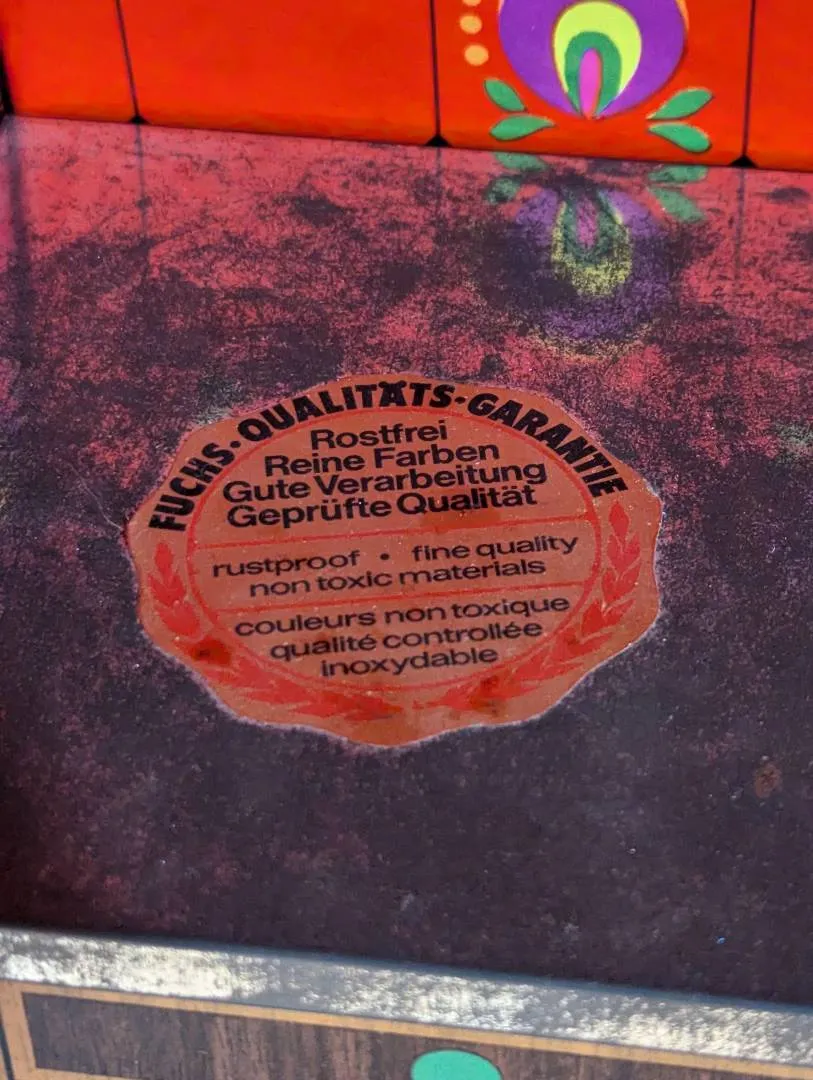 FUCHS·QUALITÄTS·GARANTIE
Rostfrei
Reine Farben
Gute Verarbeitung
Geprüfte Qualität
rustproof • fine quality
non toxic materials
couleurs non toxique
qualité controllée
inoxydable